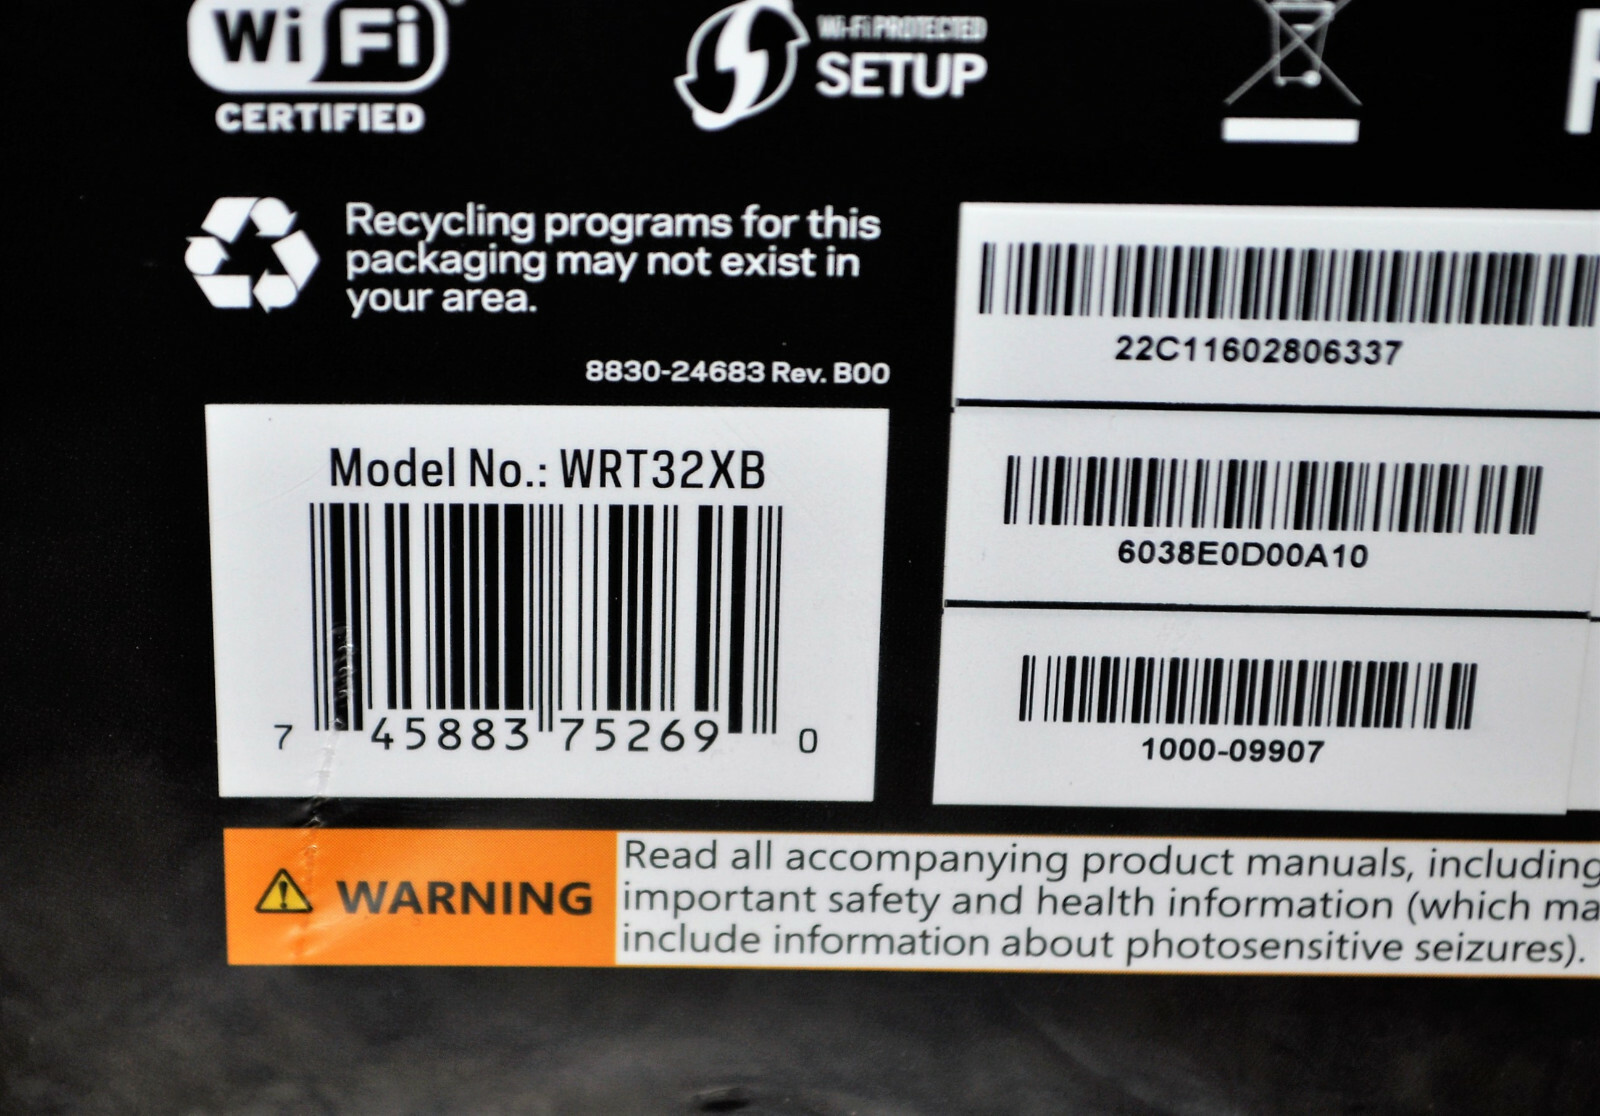 Wi Fi
CERTIFIED
Wi-Fi PROTECTED
SETUP
Recycling programs for this
packaging may not exist in
your area.
8830-24683 Rev. B00
Model No.: WRT32XB
7 45883 75269 0
22C11602806337
6038E0D00A10
1000-09907
WARNING
Read all accompanying product manuals, including
important safety and health information (which ma
include information about photosensitive seizures).